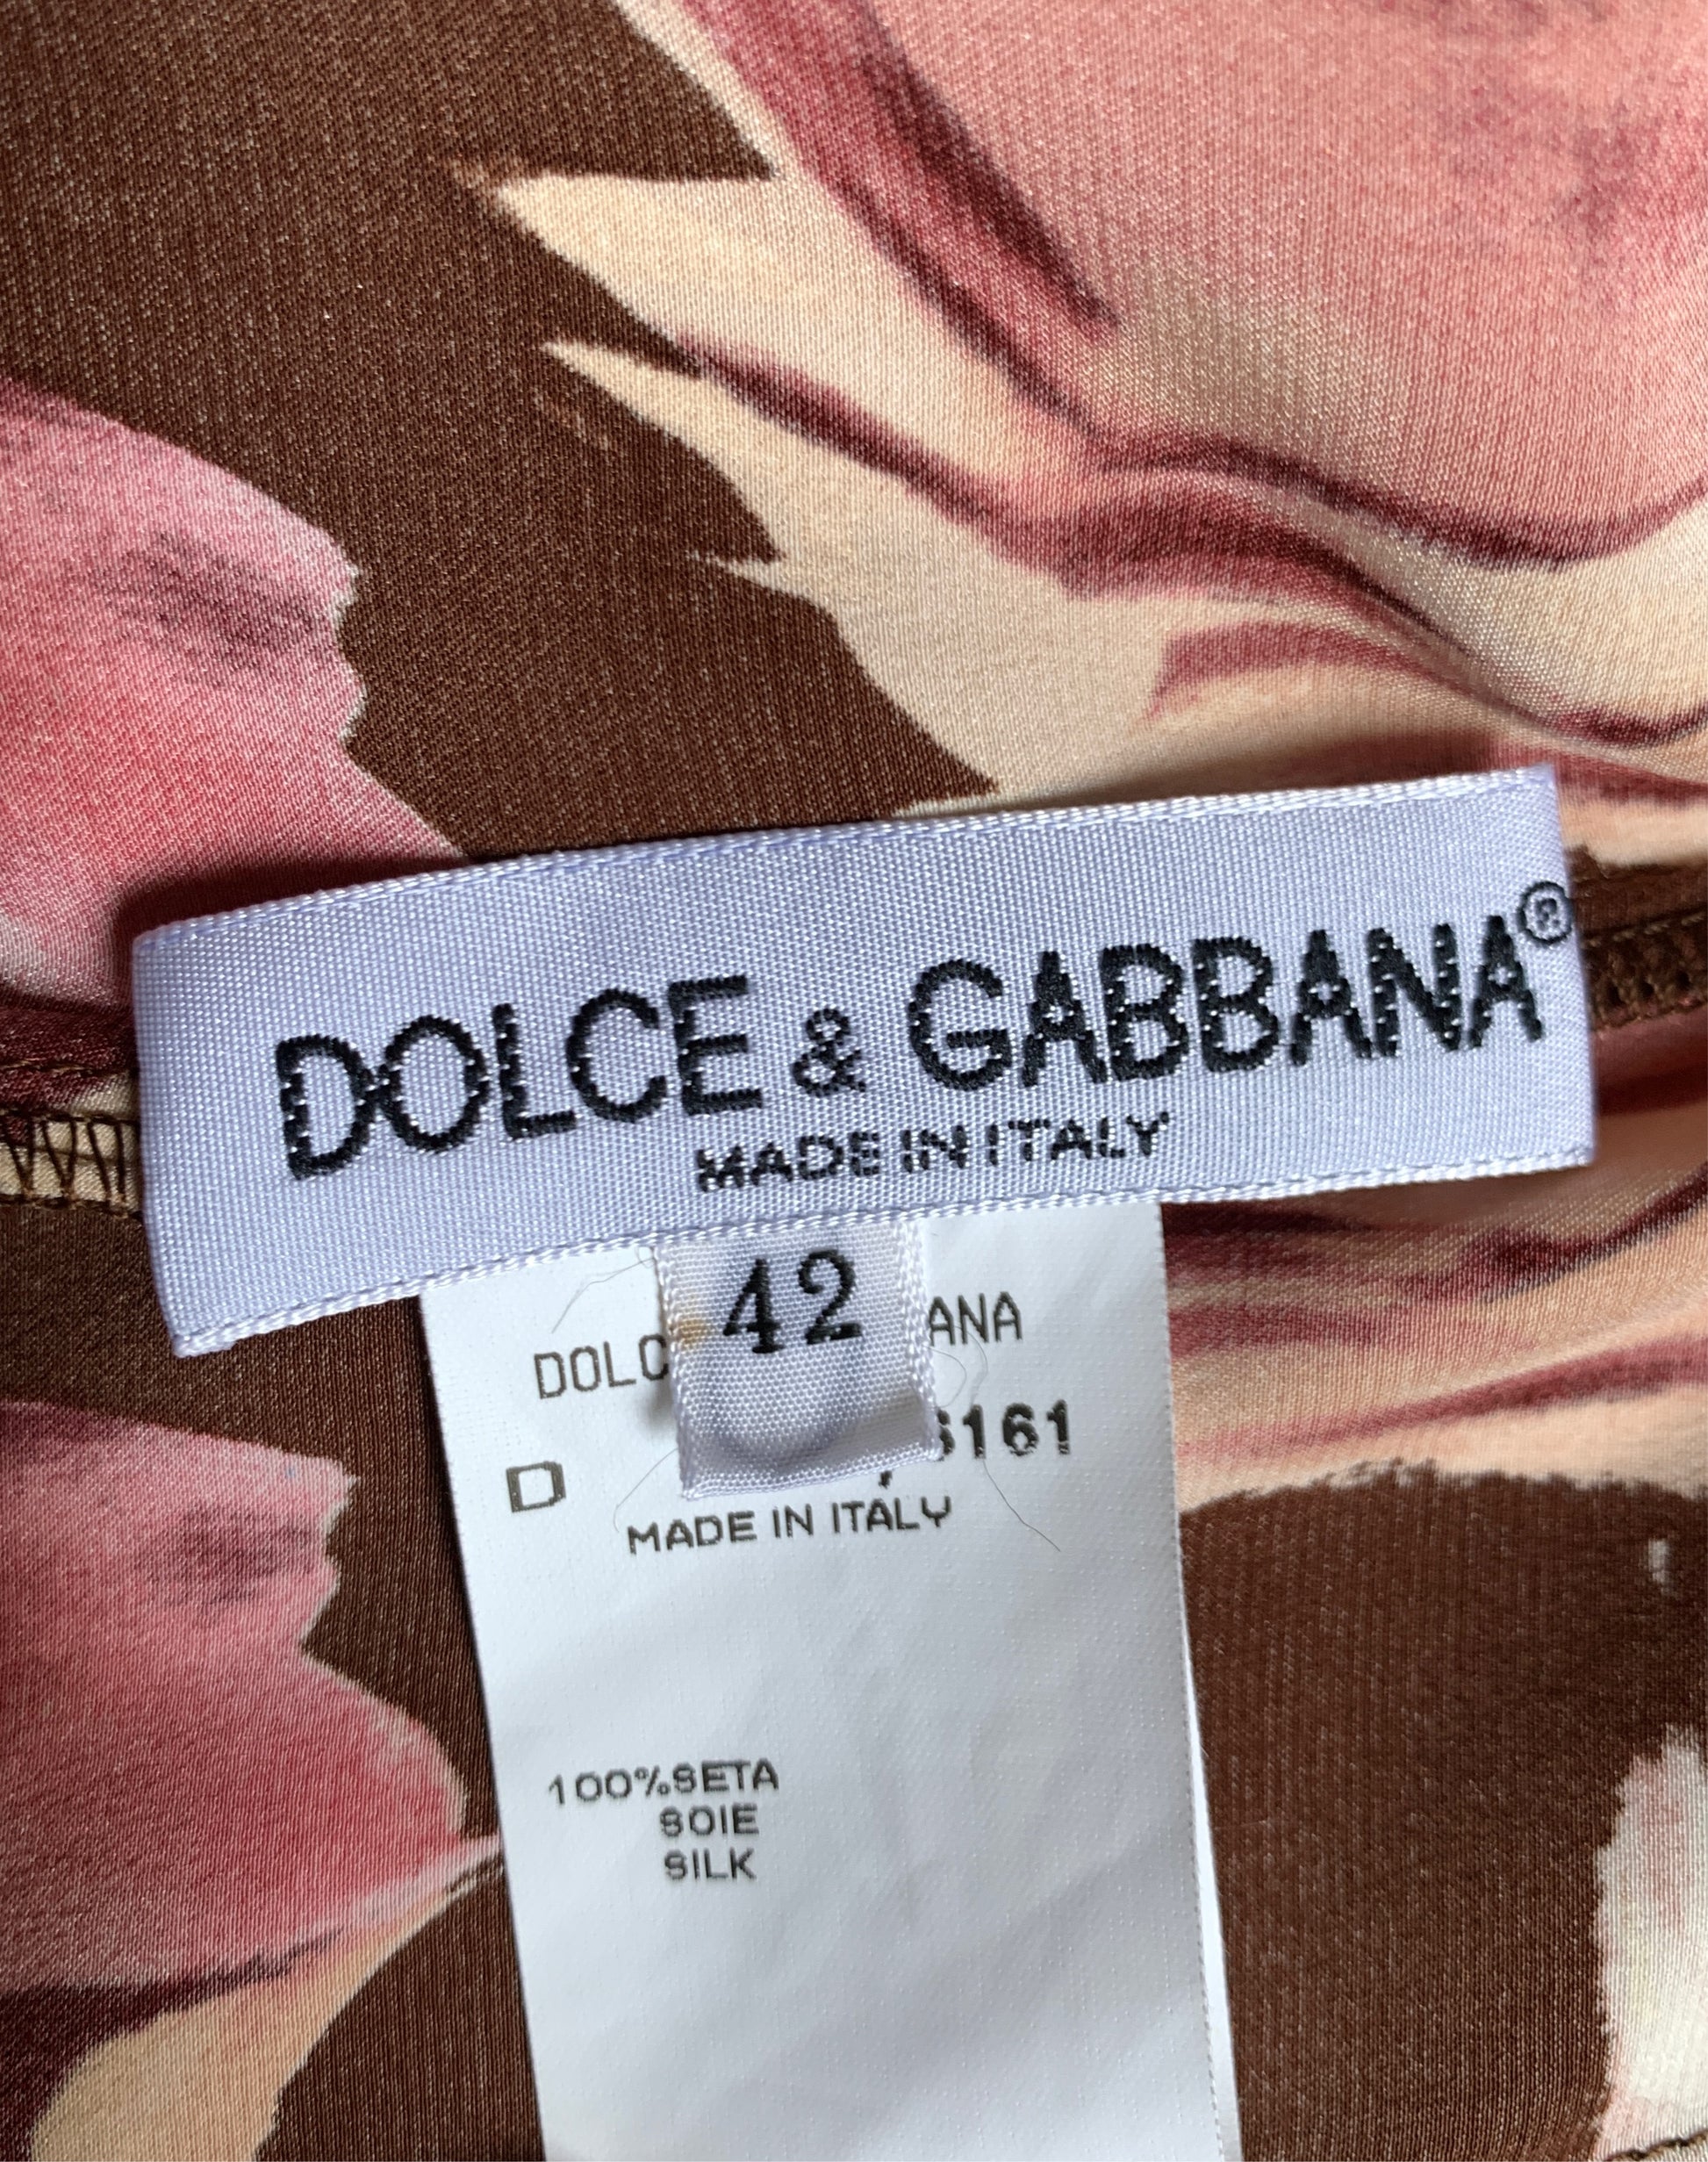 DOLCE & GABBANA®
MADE IN ITALY
42
D
MADE IN ITALY
100%SETA
SOIE
SILK